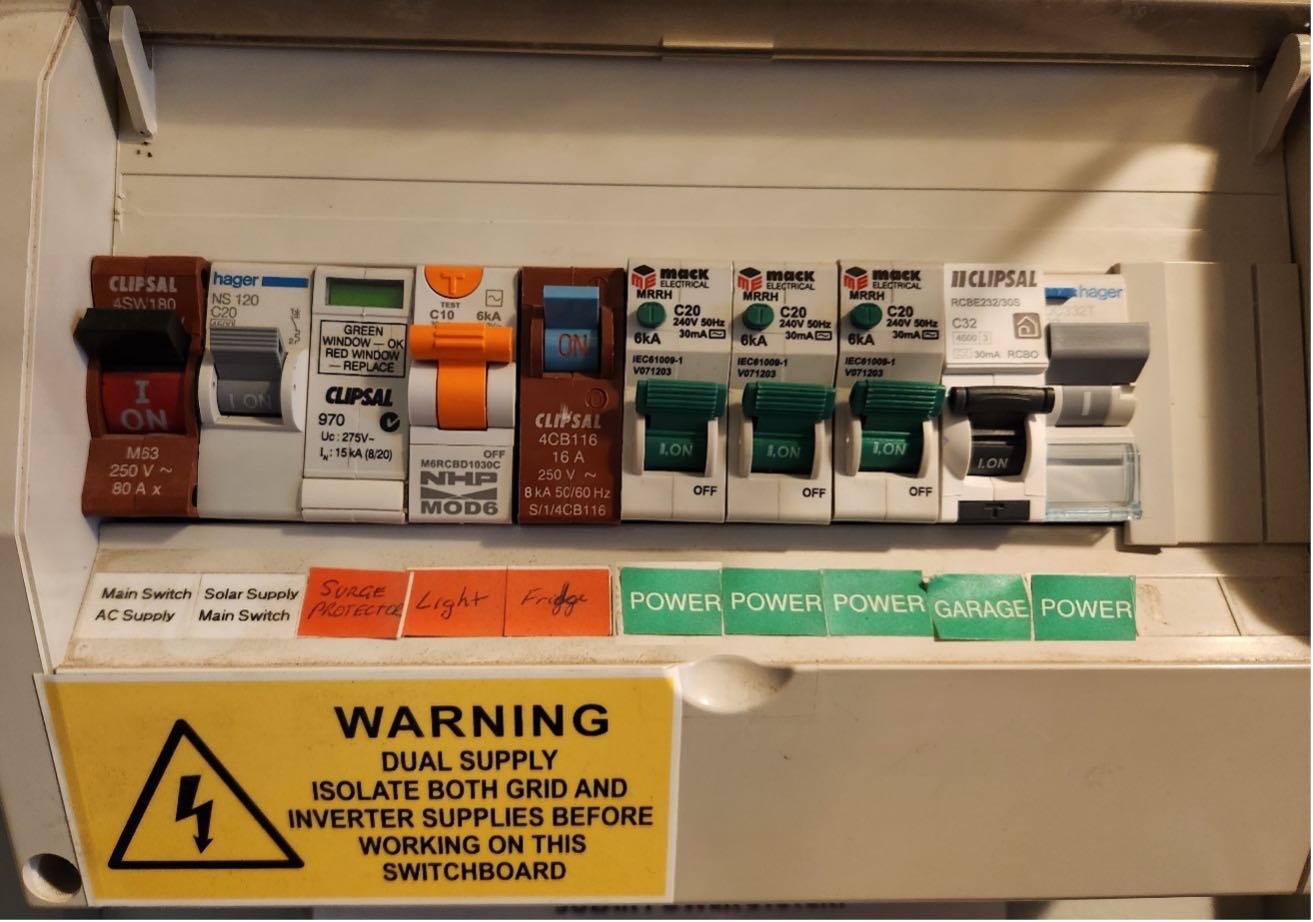 CLIPSAL
4SW180
I
ON
M63
250 V ~
80 A x
hager
NS 120
C20
4500
I.ON
GREEN
WINDOW — OK
RED WINDOW
— REPLACE
CLIPSAL
970
Uc : 275V~
IN: 15 kA (8/20)
T
TEST
C10 6kA
OFF
M6RCBD1030C
NHP
MOD6
ON
CLIPSAL
4CB116
16 A
250 V ~
8 kA 50/60 Hz
S/1/4CB116
mack
ELECTRICAL
MRRH
C20
240V 50Hz
6kA 30mA
IEC61009-1
V071203
I.ON
OFF
mack
ELECTRICAL
MRRH
C20
240V 50Hz
6kA 30mA
IEC61009-1
V071203
I.ON
OFF
mack
ELECTRICAL
MRRH
C20
240V 50Hz
6kA 30mA
IEC61009-1
V071203
I.ON
OFF
CLIPSAL
RCBE232/30S
C32
4500 3
30mA RCBO
I.ON
T
hager
I
Main Switch
AC Supply
Solar Supply
Main Switch
SURGE
PROTECTOR
Light
Fridge
POWER
POWER
POWER
GARAGE
POWER
WARNING
DUAL SUPPLY
ISOLATE BOTH GRID AND
INVERTER SUPPLIES BEFORE
WORKING ON THIS
SWITCHBOARD